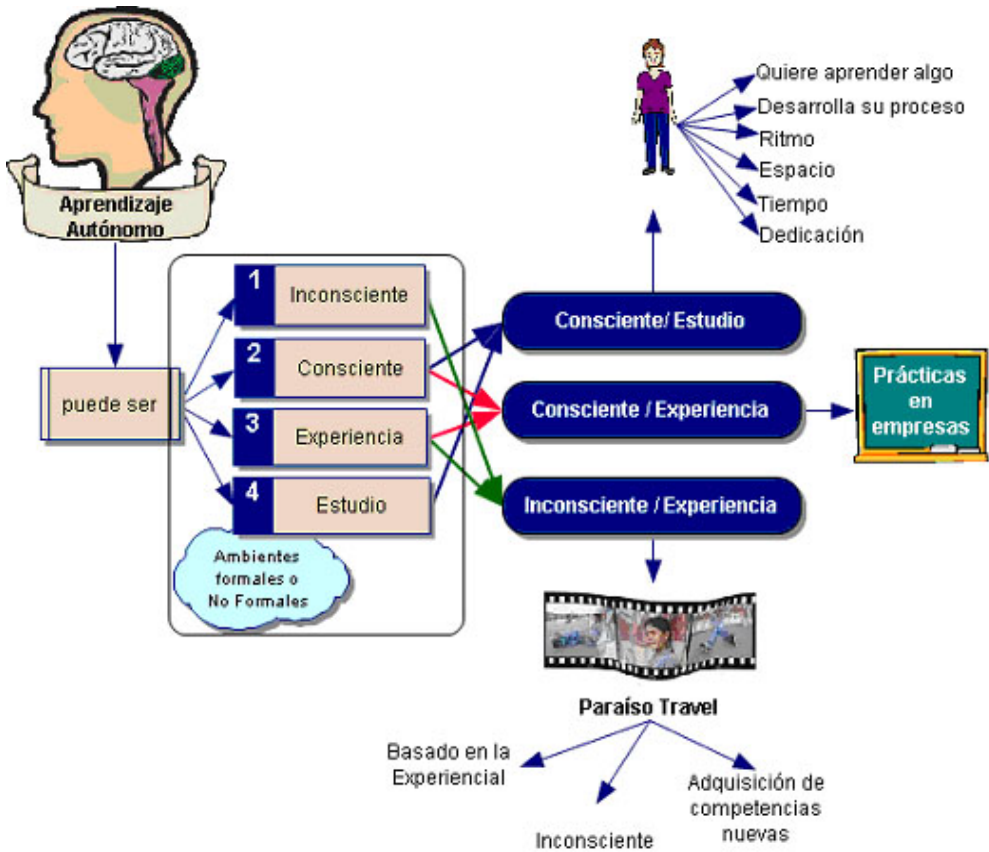 Aprendizaje
Autónomo
puede ser
1
Inconsciente
2
Consciente
3
Experiencia
4
Estudio
Ambientes
formales o
No Formales
Consciente/ Estudio
Consciente / Experiencia
Inconsciente / Experiencia
Quiere aprender algo
Desarrolla su proceso
Ritmo
Espacio
Tiempo
Dedicación
Prácticas
en
empresas
Paraíso Travel
Basado en la
Experiencial
Inconsciente
Adquisición de
competencias
nuevas